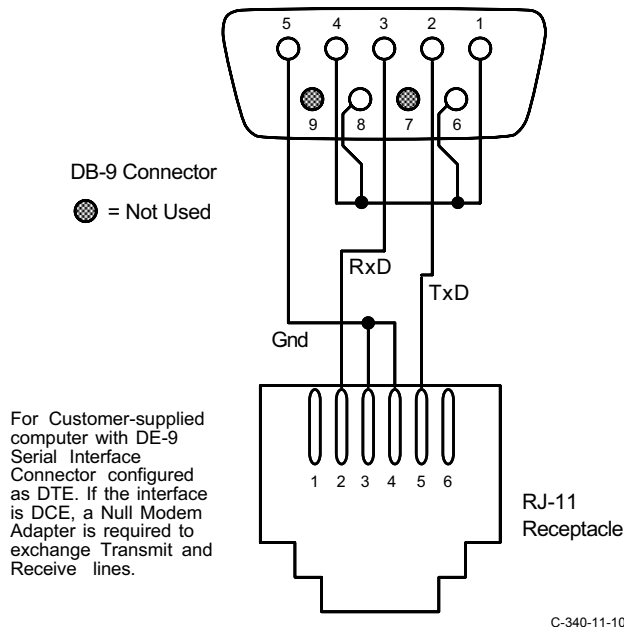 5 4 3 2 1
9 8 7 6
DB-9 Connector
= Not Used
RxD
TxD
Gnd
For Customer-supplied
computer with DE-9
Serial Interface
Connector configured
as DTE. If the interface
is DCE, a Null Modem
Adapter is required to
exchange Transmit and
Receive lines.
1 2 3 4 5 6
RJ-11
Receptacle
C-340-11-10